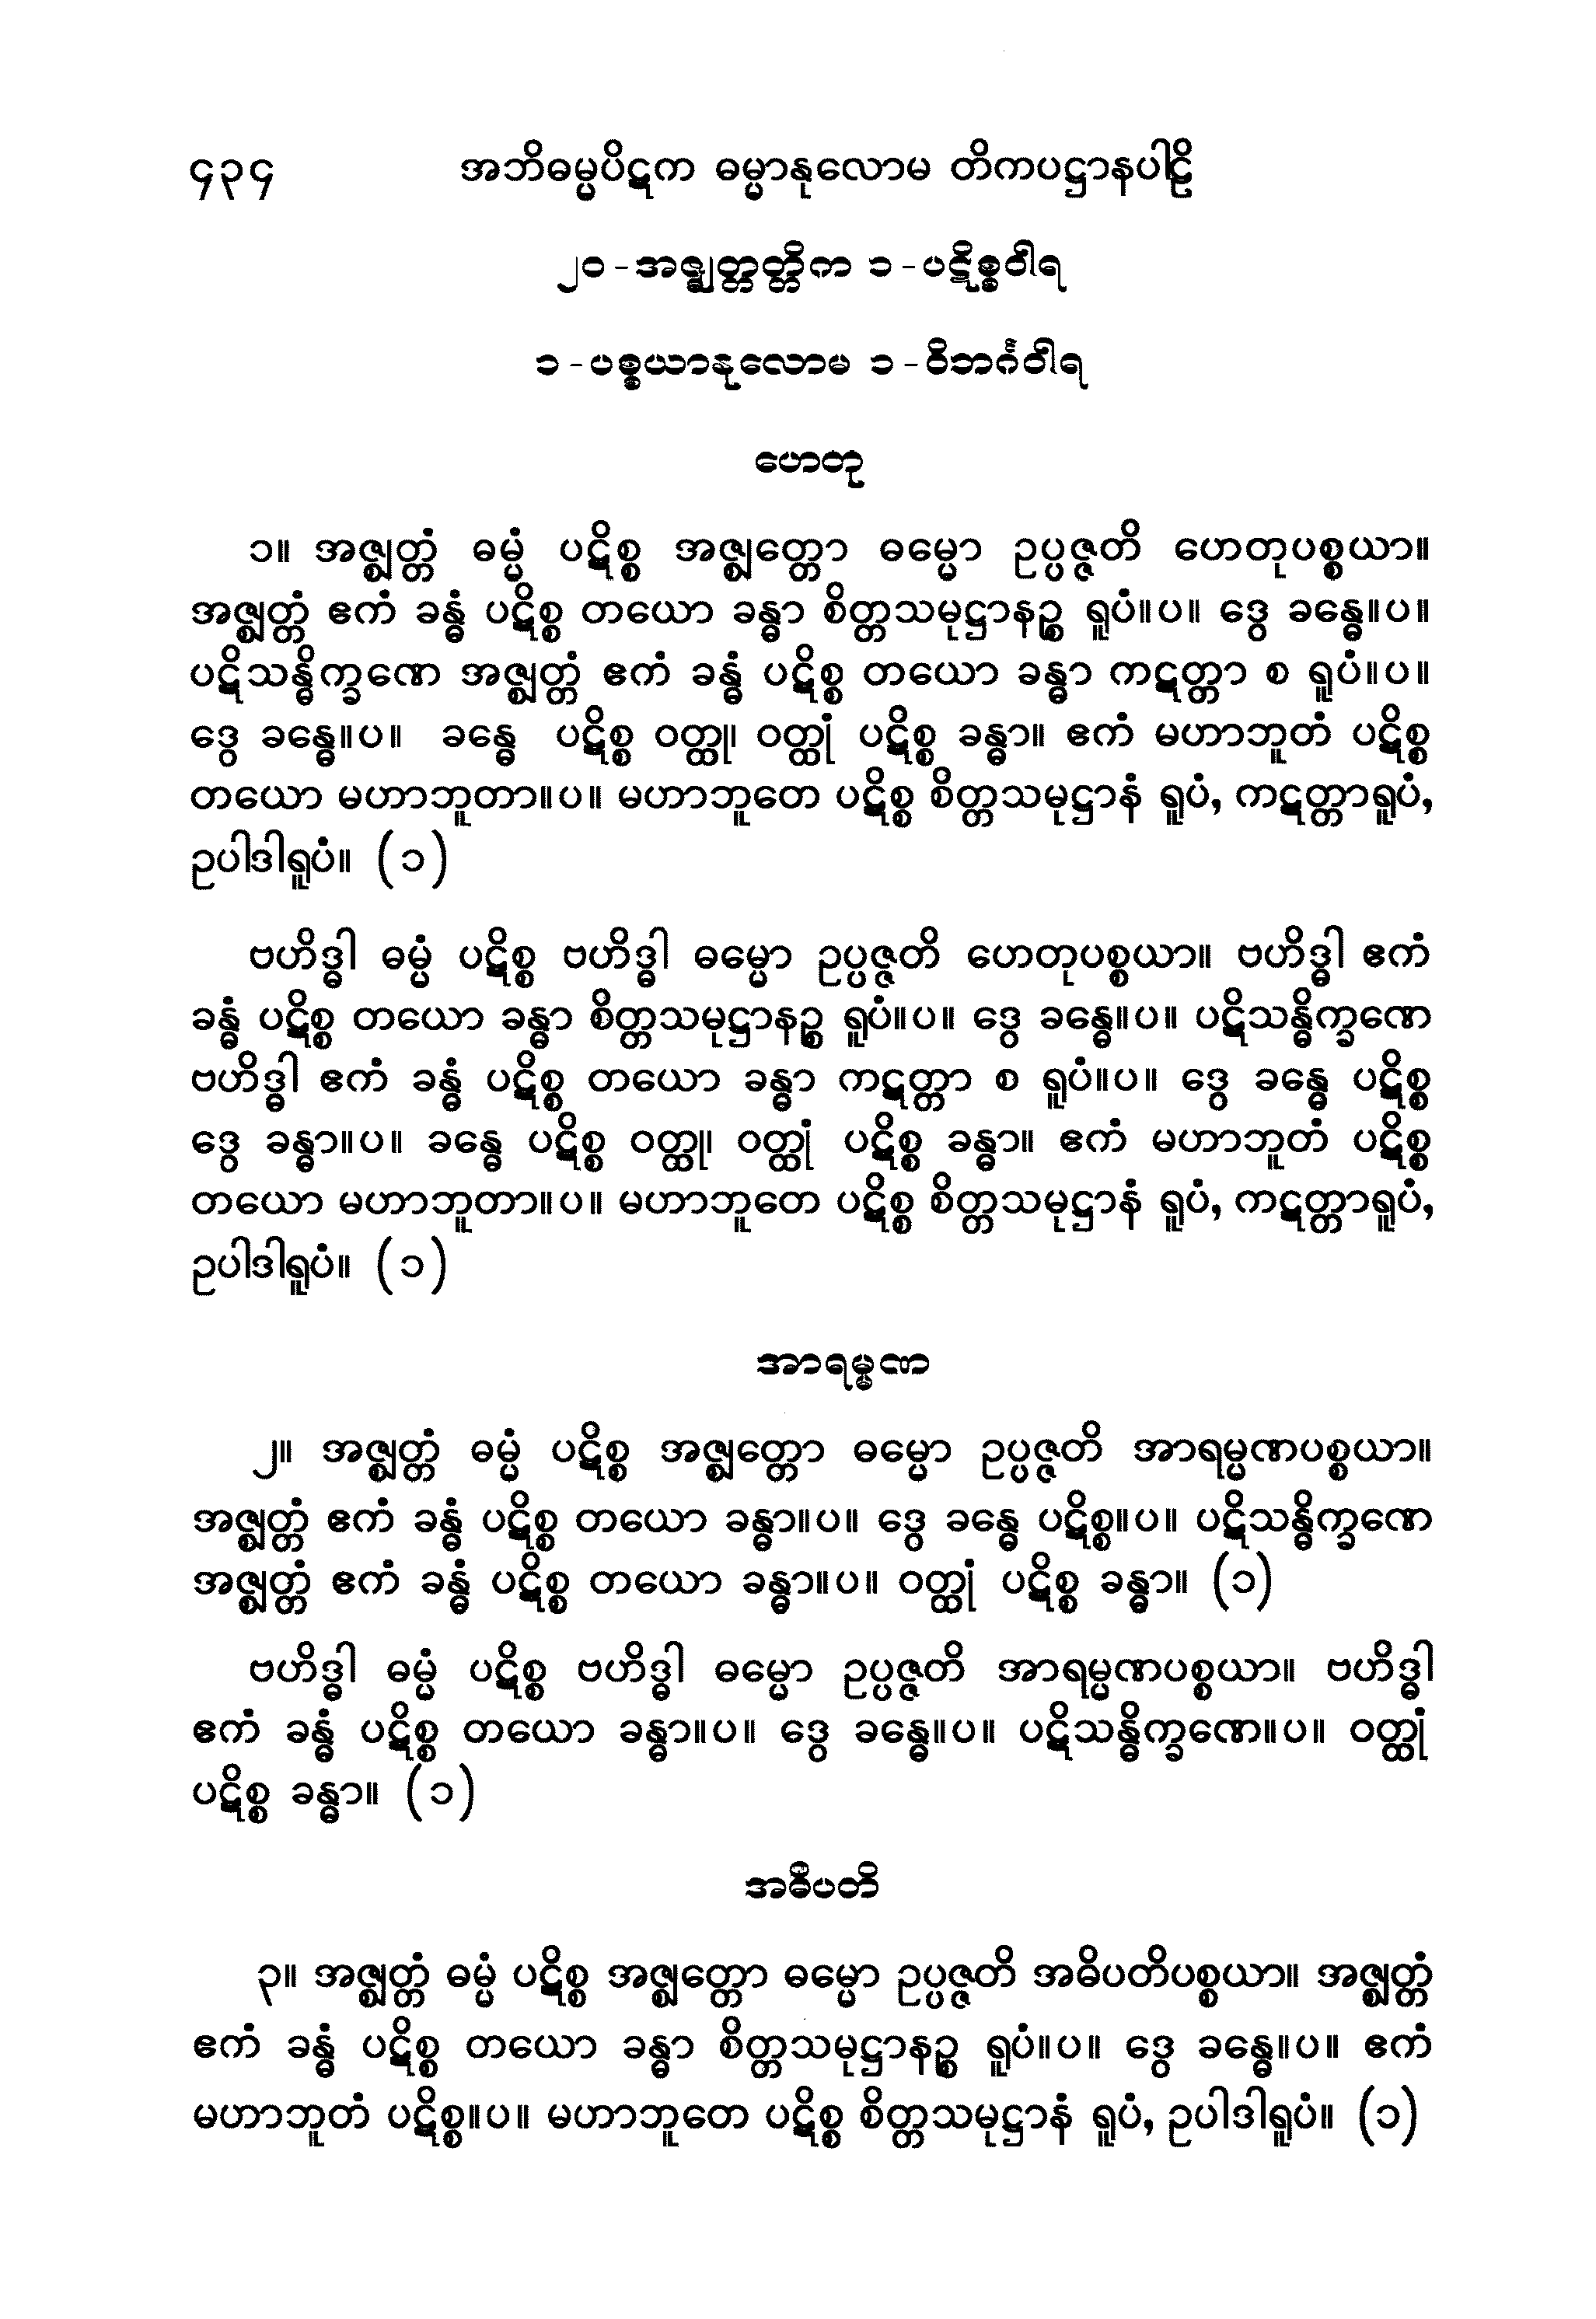 ၄၃၄ အဘိဓမ္မပိဋက ဓမ္မာနုလောမ တိကပဋ္ဌာနပါဠိ
၂၀-အဇ္ဈတ္တတ္တိက ၁-ပဋိစ္စဝါရ
၁-ပစ္စယာနုလောမ ၁-ဝိဘင်္ဂဝါရ
ဟေတု
၁။ အဇ္ဈတ္တံ ဓမ္မံ ပဋိစ္စ အဇ္ဈတ္တော ဓမ္မော ဥပ္ပဇ္ဇတိ ဟေတုပစ္စယာ။
အဇ္ဈတ္တံ ဧကံ ခန္ဓံ ပဋိစ္စ တယော ခန္ဓာ စိတ္တသမုဋ္ဌာနဉ္စ ရူပံ။ပ။ ဒွေ ခန္ဓေ။ပ။
ပဋိသန္ဓိက္ခဏေ အဇ္ဈတ္တံ ဧကံ ခန္ဓံ ပဋိစ္စ တယော ခန္ဓာ ကဋတ္တာ စ ရူပံ။ပ။
ဒွေ ခန္ဓေ။ပ။ ခန္ဓေ ပဋိစ္စ ဝတ္ထု၊ ဝတ္ထုံ ပဋိစ္စ ခန္ဓာ။ ဧကံ မဟာဘူတံ ပဋိစ္စ
တယော မဟာဘူတာ။ပ။ မဟာဘူတေ ပဋိစ္စ စိတ္တသမုဋ္ဌာနံ ရူပံ, ကဋတ္တာရူပံ,
ဥပါဒါရူပံ။ (၁)
ဗဟိဒ္ဓါ ဓမ္မံ ပဋိစ္စ ဗဟိဒ္ဓါ ဓမ္မော ဥပ္ပဇ္ဇတိ ဟေတုပစ္စယာ။ ဗဟိဒ္ဓါ ဧကံ
ခန္ဓံ ပဋိစ္စ တယော ခန္ဓာ စိတ္တသမုဋ္ဌာနဉ္စ ရူပံ။ပ။ ဒွေ ခန္ဓေ။ပ။ ပဋိသန္ဓိက္ခဏေ
ဗဟိဒ္ဓါ ဧကံ ခန္ဓံ ပဋိစ္စ တယော ခန္ဓာ ကဋတ္တာ စ ရူပံ။ပ။ ဒွေ ခန္ဓေ ပဋိစ္စ
ဒွေ ခန္ဓာ။ပ။ ခန္ဓေ ပဋိစ္စ ဝတ္ထု၊ ဝတ္ထုံ ပဋိစ္စ ခန္ဓာ။ ဧကံ မဟာဘူတံ ပဋိစ္စ
တယော မဟာဘူတာ။ပ။ မဟာဘူတေ ပဋိစ္စ စိတ္တသမုဋ္ဌာနံ ရူပံ, ကဋတ္တာရူပံ,
ဥပါဒါရူပံ။ (၁)
အာရမ္မဏ
၂။ အဇ္ဈတ္တံ ဓမ္မံ ပဋိစ္စ အဇ္ဈတ္တော ဓမ္မော ဥပ္ပဇ္ဇတိ အာရမ္မဏပစ္စယာ။
အဇ္ဈတ္တံ ဧကံ ခန္ဓံ ပဋိစ္စ တယော ခန္ဓာ။ပ။ ဒွေ ခန္ဓေ ပဋိစ္စ။ပ။ ပဋိသန္ဓိက္ခဏေ
အဇ္ဈတ္တံ ဧကံ ခန္ဓံ ပဋိစ္စ တယော ခန္ဓာ။ပ။ ဝတ္ထုံ ပဋိစ္စ ခန္ဓာ။ (၁)
ဗဟိဒ္ဓါ ဓမ္မံ ပဋိစ္စ ဗဟိဒ္ဓါ ဓမ္မော ဥပ္ပဇ္ဇတိ အာရမ္မဏပစ္စယာ။ ဗဟိဒ္ဓါ
ဧကံ ခန္ဓံ ပဋိစ္စ တယော ခန္ဓာ။ပ။ ဒွေ ခန္ဓေ။ပ။ ပဋိသန္ဓိက္ခဏေ။ပ။ ဝတ္ထုံ
ပဋိစ္စ ခန္ဓာ။ (၁)
အဓိပတိ
၃။ အဇ္ဈတ္တံ ဓမ္မံ ပဋိစ္စ အဇ္ဈတ္တော ဓမ္မော ဥပ္ပဇ္ဇတိ အဓိပတိပစ္စယာ။ အဇ္ဈတ္တံ
ဧကံ ခန္ဓံ ပဋိစ္စ တယော ခန္ဓာ စိတ္တသမုဋ္ဌာနဉ္စ ရူပံ။ပ။ ဒွေ ခန္ဓေ။ပ။ ဧကံ
မဟာဘူတံ ပဋိစ္စ။ပ။ မဟာဘူတေ ပဋိစ္စ စိတ္တသမုဋ္ဌာနံ ရူပံ, ဥပါဒါရူပံ။ (၁)